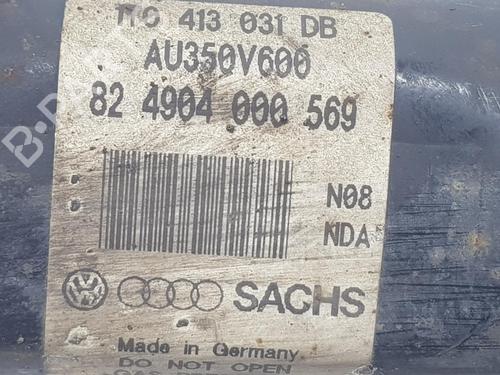 413 031 DB
AU350V600
82 4904 000 569
N08
NDA
SACHS
Made in Germany
DO NOT OPEN